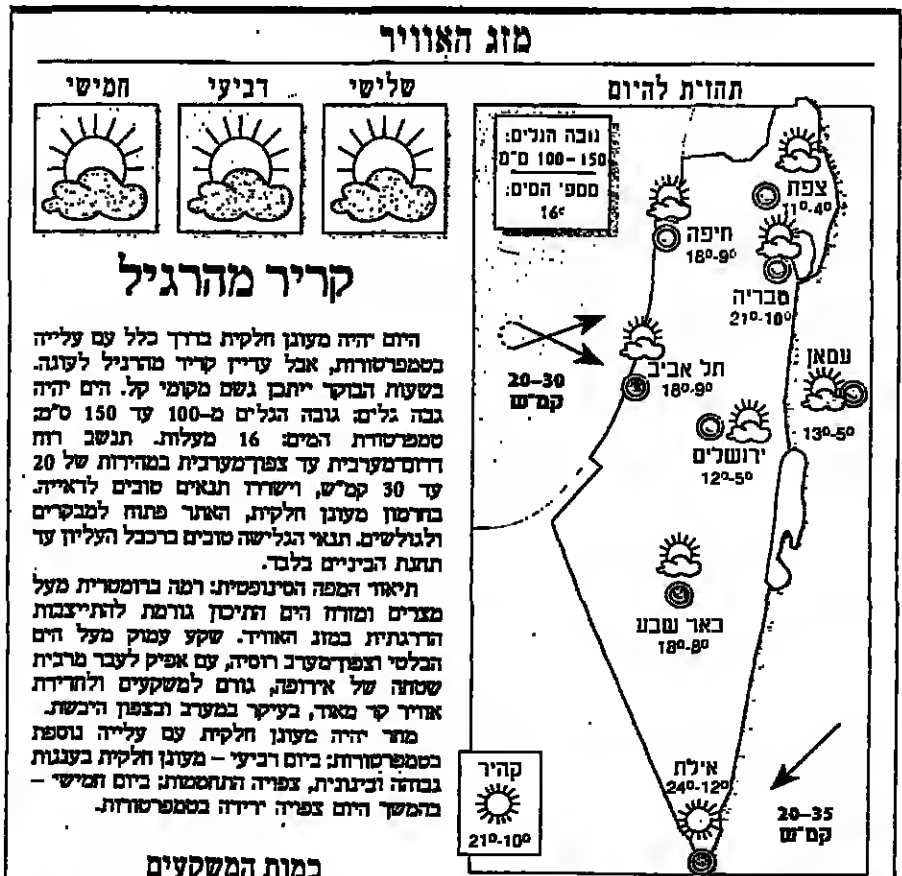 מזג האוויר
תחזית להיום
גובה הגלים:
100-150 ס"מ
טמפ' המים:
16°
צפת
11°-4°
חיפה
18°-9°
טבריה
21°-10°
עמאן
13°-5°
תל אביב
18°-9°
20-30
קמ"ש
ירושלים
12°-5°
באר שבע
18°-8°
אילת
24°-12°
20-35
קמ"ש
קהיר
21°-10°
שלישי
רביעי
חמישי
קריר מהרגיל
היום יהיה מעונן חלקית בדרך כלל עם עלייה
בטמפרטורות, אבל עדיין קריר מהרגיל לעונה.
בשעות הבוקר ייתכן גשם מקומי קל. הים יהיה
גבה גלים: גובה הגלים מ-100 עד 150 ס"מ;
טמפרטורת המים: 16 מעלות. תנשב רוח
דרום־מערבית עד צפון־מערבית במהירות של 20
עד 30 קמ"ש, וישררו תנאים טובים לראייה.
בחרמון מעונן חלקית, האתר פתוח למבקרים
ולגולשים. תנאי הגלישה טובים ברכבל העליון עד
תחנת הביניים בלבד.
תיאור המפה הסינופטית: רמה ברומטרית מעל
מצרים ומזרח הים התיכון גורמת להתייצבות
הדרגתית במזג האוויר. שקע עמוק מעל הים
הבלטי וצפון־מערב רוסיה, עם אפיק לעבר מרבית
שטחה של אירופה, גורם למשקעים ולחדירת
אוויר קר מאוד, בעיקר במערב ובצפון היבשת.
מחר יהיה מעונן חלקית עם עלייה נוספת
בטמפרטורות; ביום רביעי – מעונן חלקית בעננות
גבוהה ובינונית, צפויה התחממות; ביום חמישי –
בהמשך היום צפויה ירידה בטמפרטורות.
כמות המשקעים